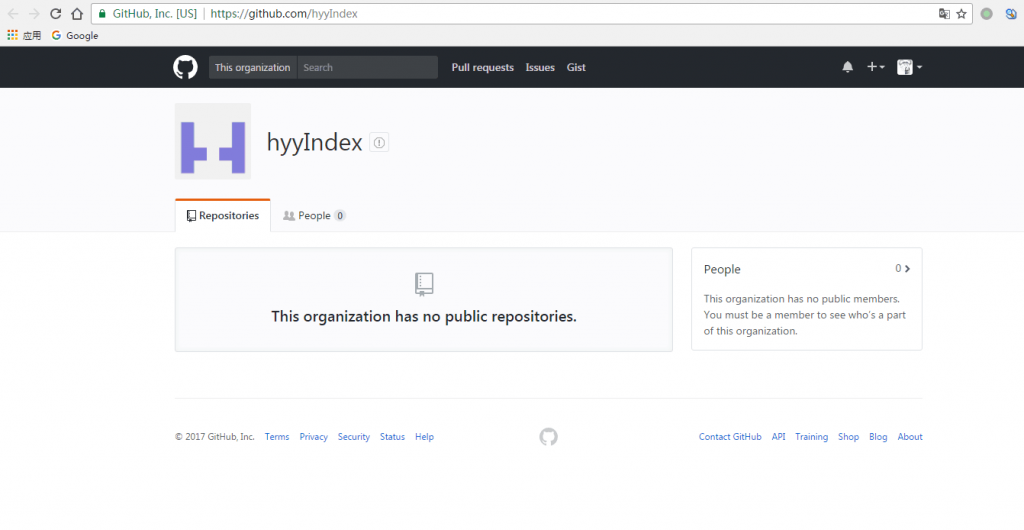 GitHub, Inc. [US] | https://github.com/hyyIndex
应用 Google
This organization Search Pull requests Issues Gist
hyyIndex
Repositories People 0
This organization has no public repositories.
People 0
This organization has no public members.
You must be a member to see who's a part
of this organization.
© 2017 GitHub, Inc. Terms Privacy Security Status Help Contact GitHub API Training Shop Blog About